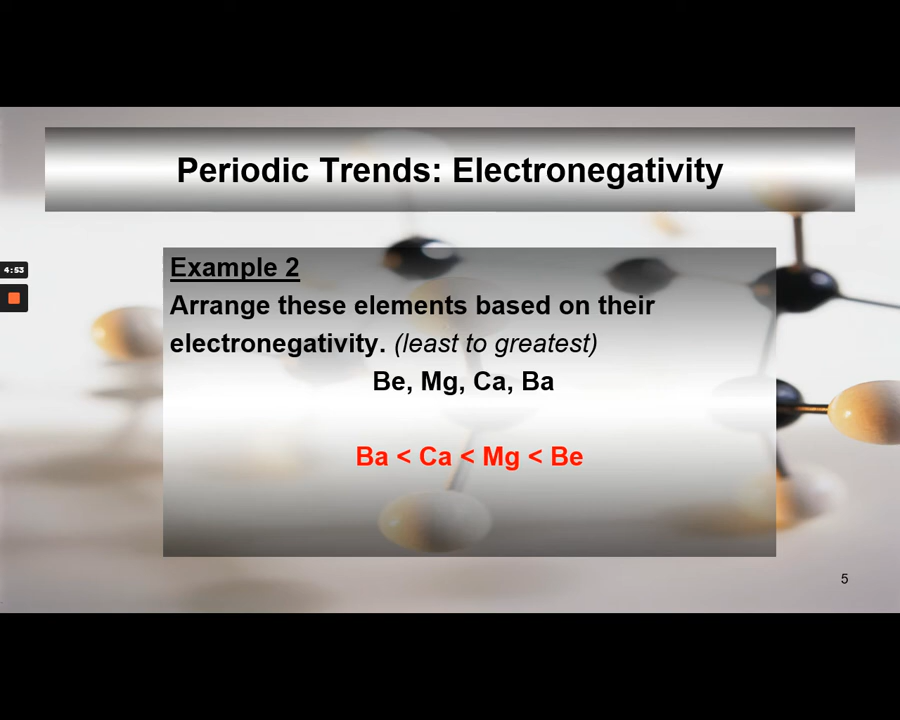 Periodic Trends: Electronegativity
4:53
Example 2
Arrange these elements based on their
electronegativity. (least to greatest)
Be, Mg, Ca, Ba
Ba < Ca < Mg < Be
5